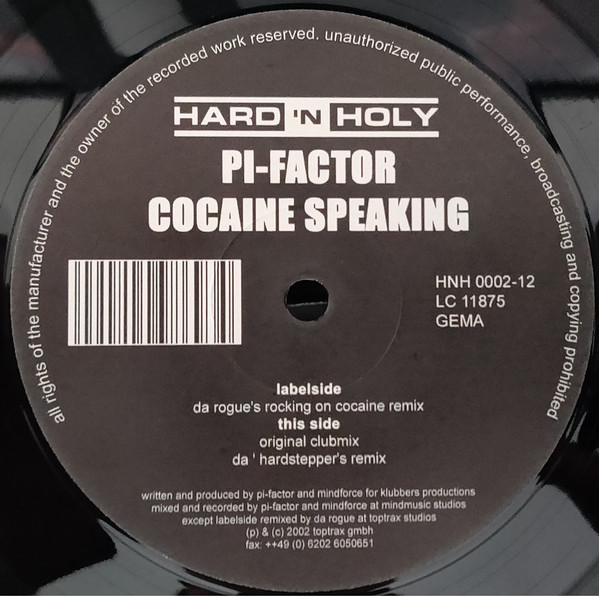 all rights of the manufacturer and the owner of the recorded work reserved. unauthorized public performance, broadcasting and copying prohibited
HARD 'N HOLY
PI-FACTOR
COCAINE SPEAKING
HNH 0002-12
LC 11875
GEMA
labelside
da rogue's rocking on cocaine remix
this side
original clubmix
da ' hardstepper's remix
written and produced by pi-factor and mindforce for klubbers productions
mixed and recorded by pi-factor and mindforce at mindmusic studios
except labelside remixed by da rogue at toptrax studios
(p) & (c) 2002 toptrax gmbh
fax: ++49 (0) 6202 6050651